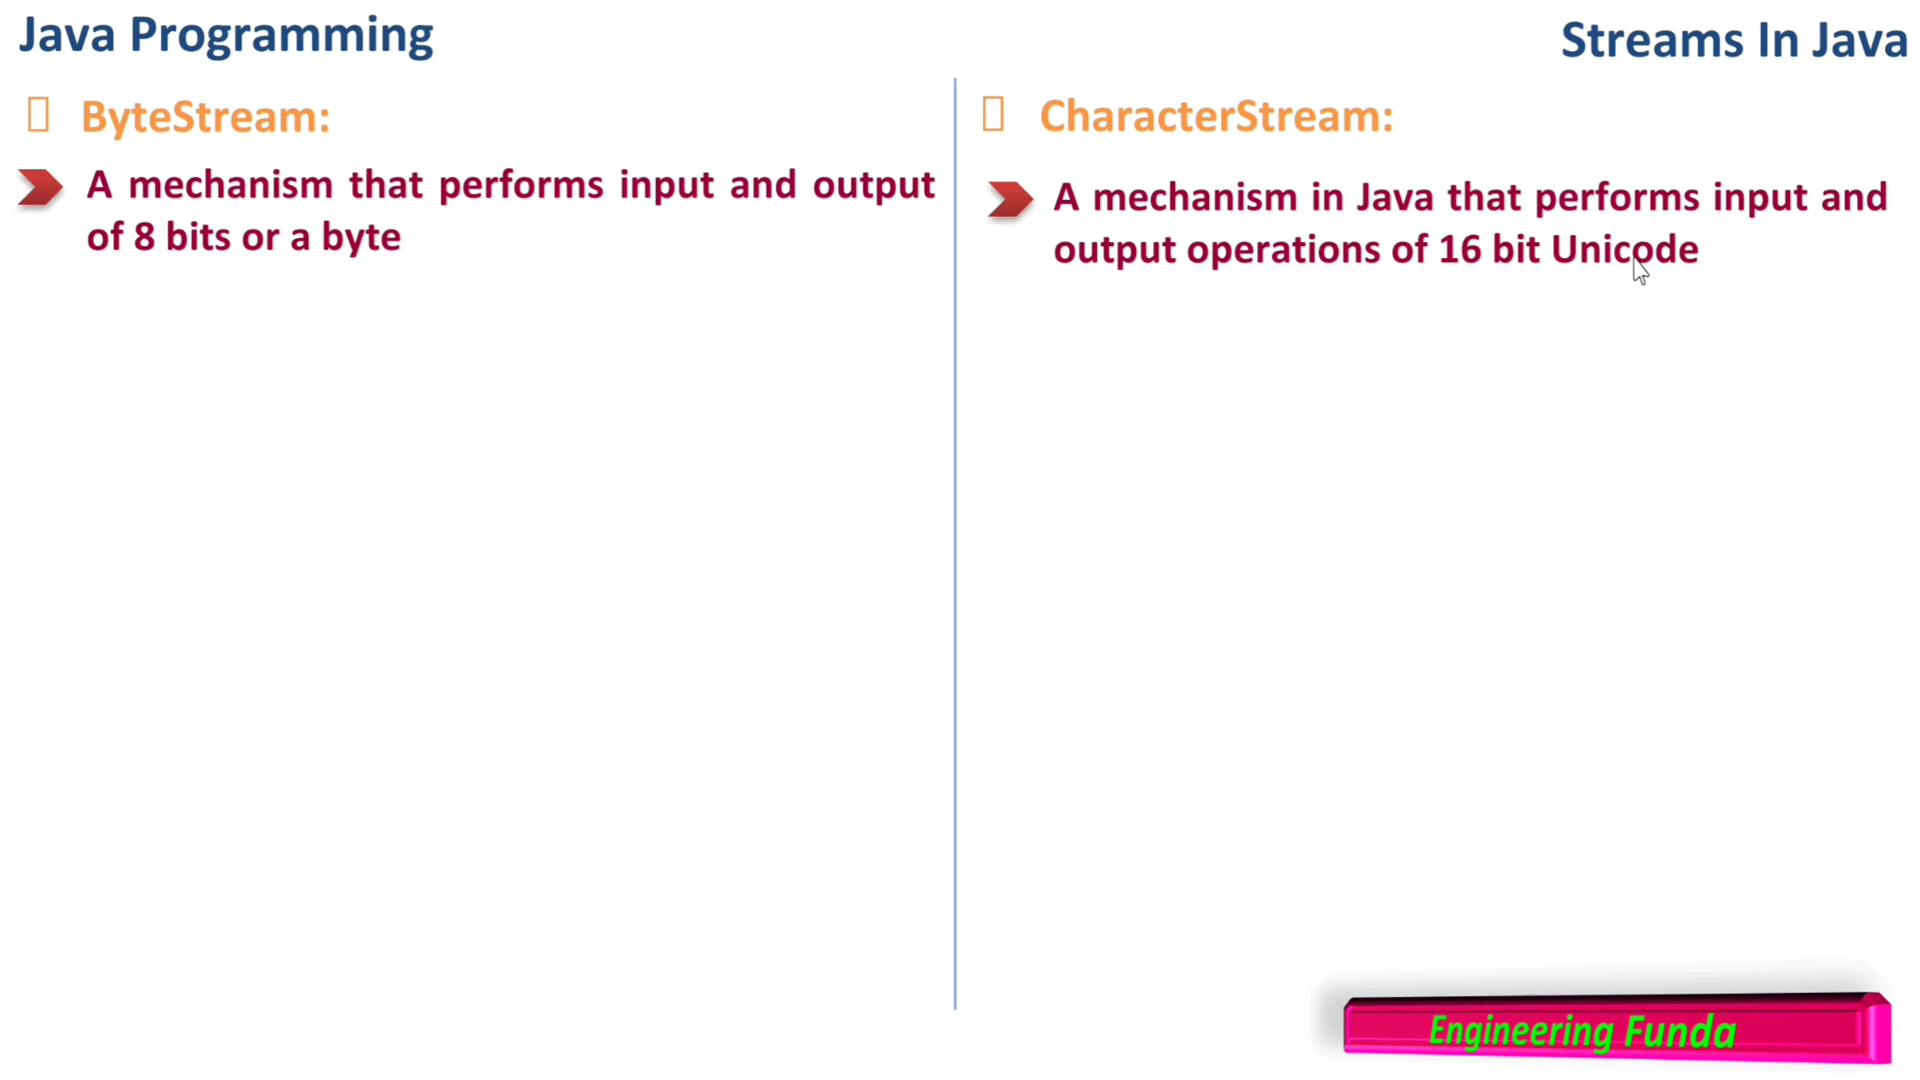 Java Programming
Streams In Java
ByteStream:
A mechanism that performs input and output
of 8 bits or a byte
CharacterStream:
A mechanism in Java that performs input and
output operations of 16 bit Unicode
Engineering Funda